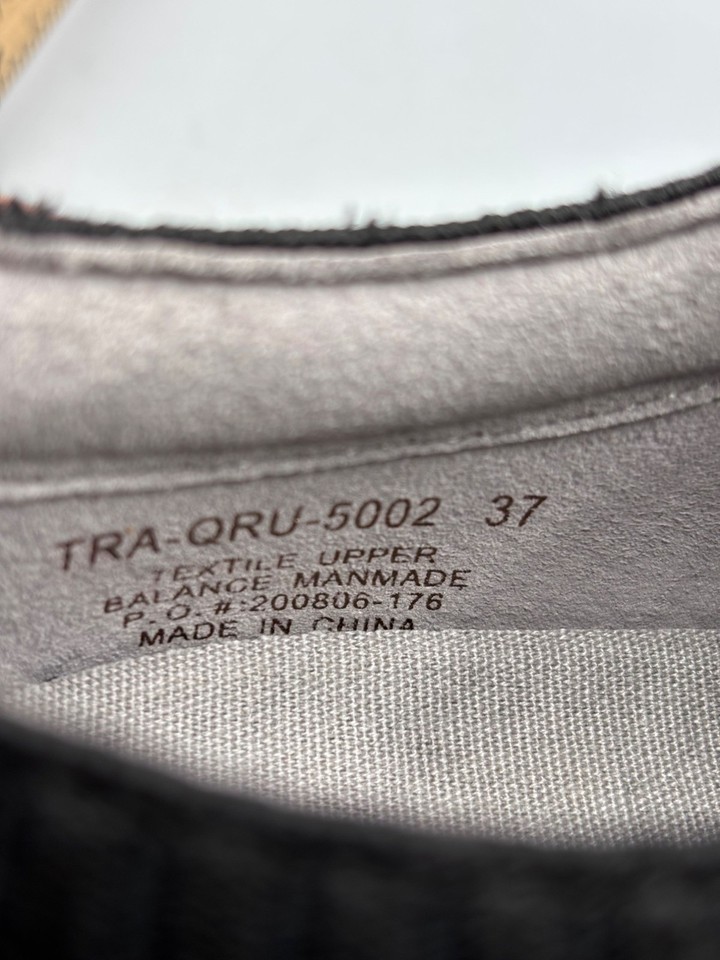 TRA-QRU-5002 37
TEXTILE UPPER
BALANCE MANMADE
P.O.#:200806-176
MADE IN CHINA